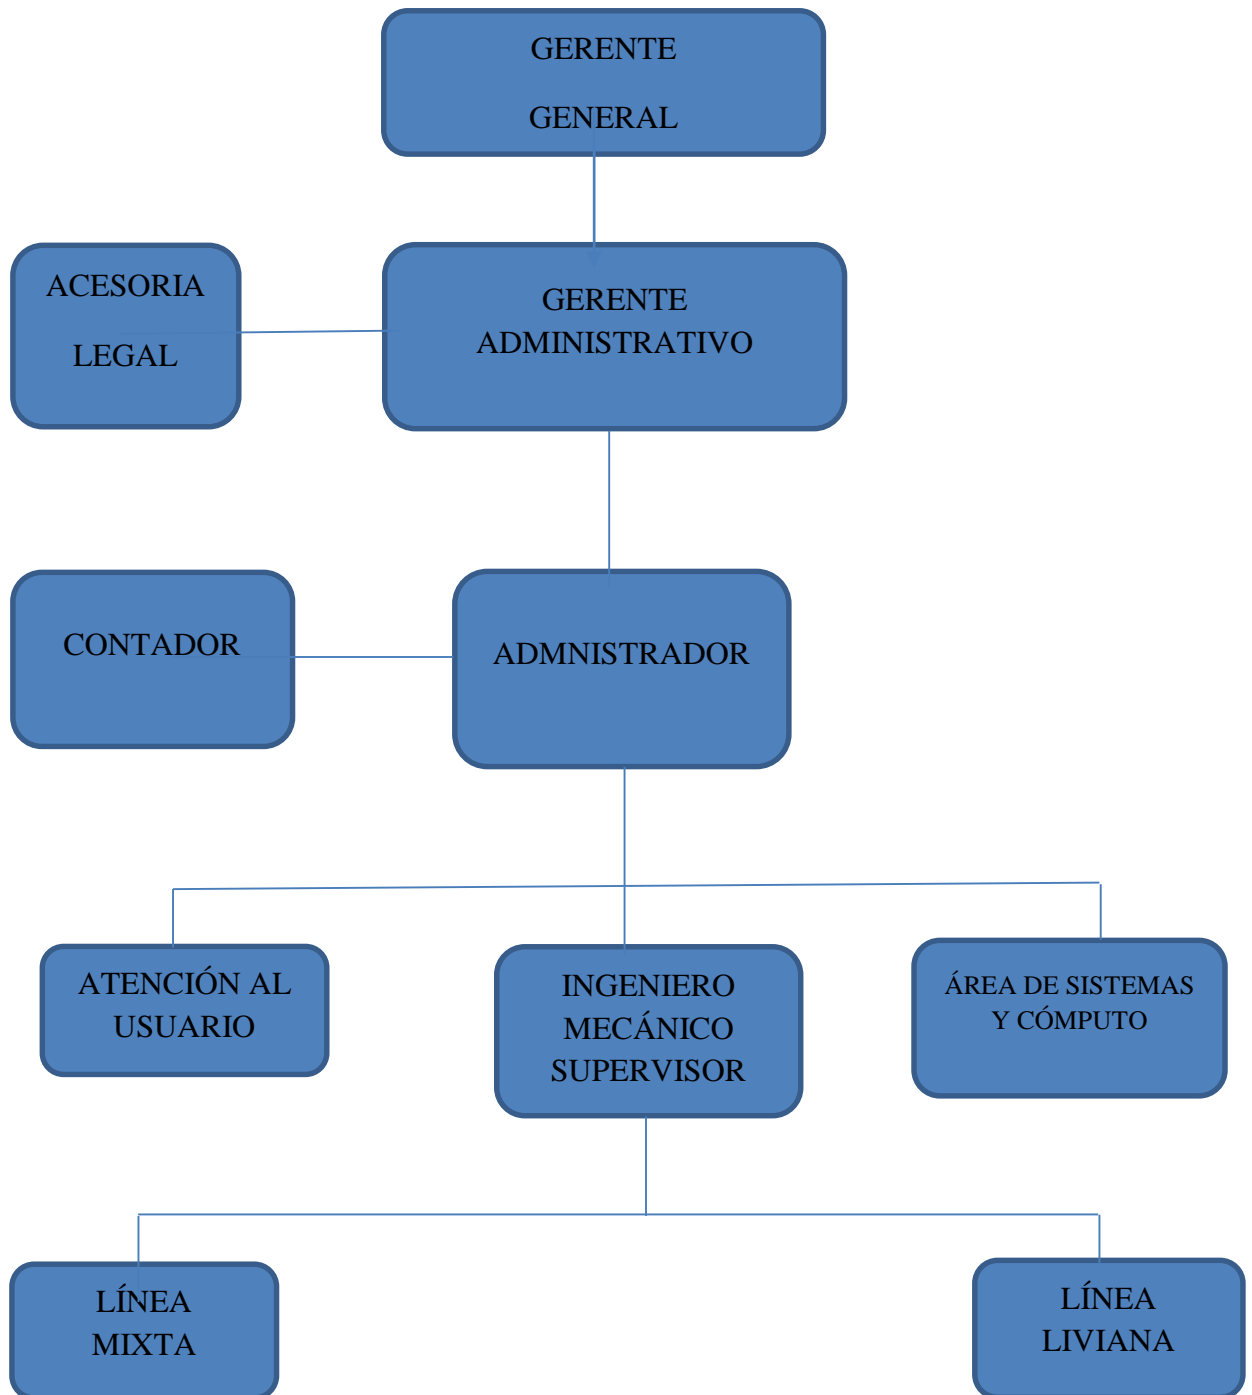 GERENTE
GENERAL
ACESORIA
LEGAL
GERENTE
ADMINISTRATIVO
CONTADOR
ADMNISTRADOR
ATENCIÓN AL
USUARIO
INGENIERO
MECÁNICO
SUPERVISOR
ÁREA DE SISTEMAS
Y CÓMPUTO
LÍNEA
MIXTA
LÍNEA
LIVIANA